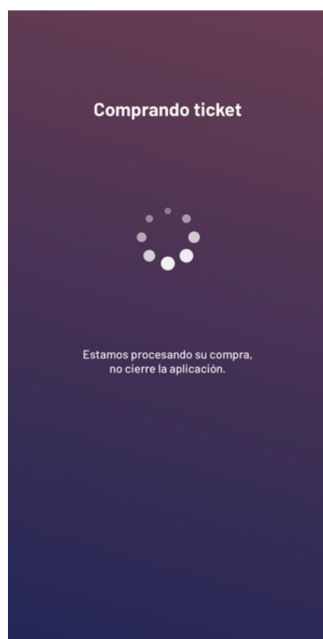 Comprando ticket
Estamos procesando su compra,
no cierre la aplicación.